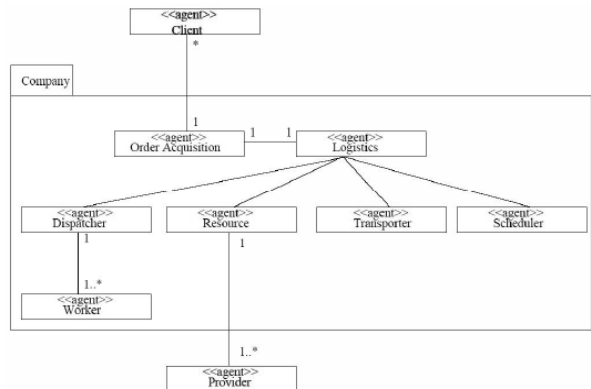 <<agent>>
Client
*
Company
1
<<agent>>
Order Acquisition
1
1
<<agent>>
Logistics
<<agent>>
Dispatcher
<<agent>>
Resource
<<agent>>
Transporter
<<agent>>
Scheduler
1
1
1..*
<<agent>>
Worker
1..*
<<agent>>
Provider